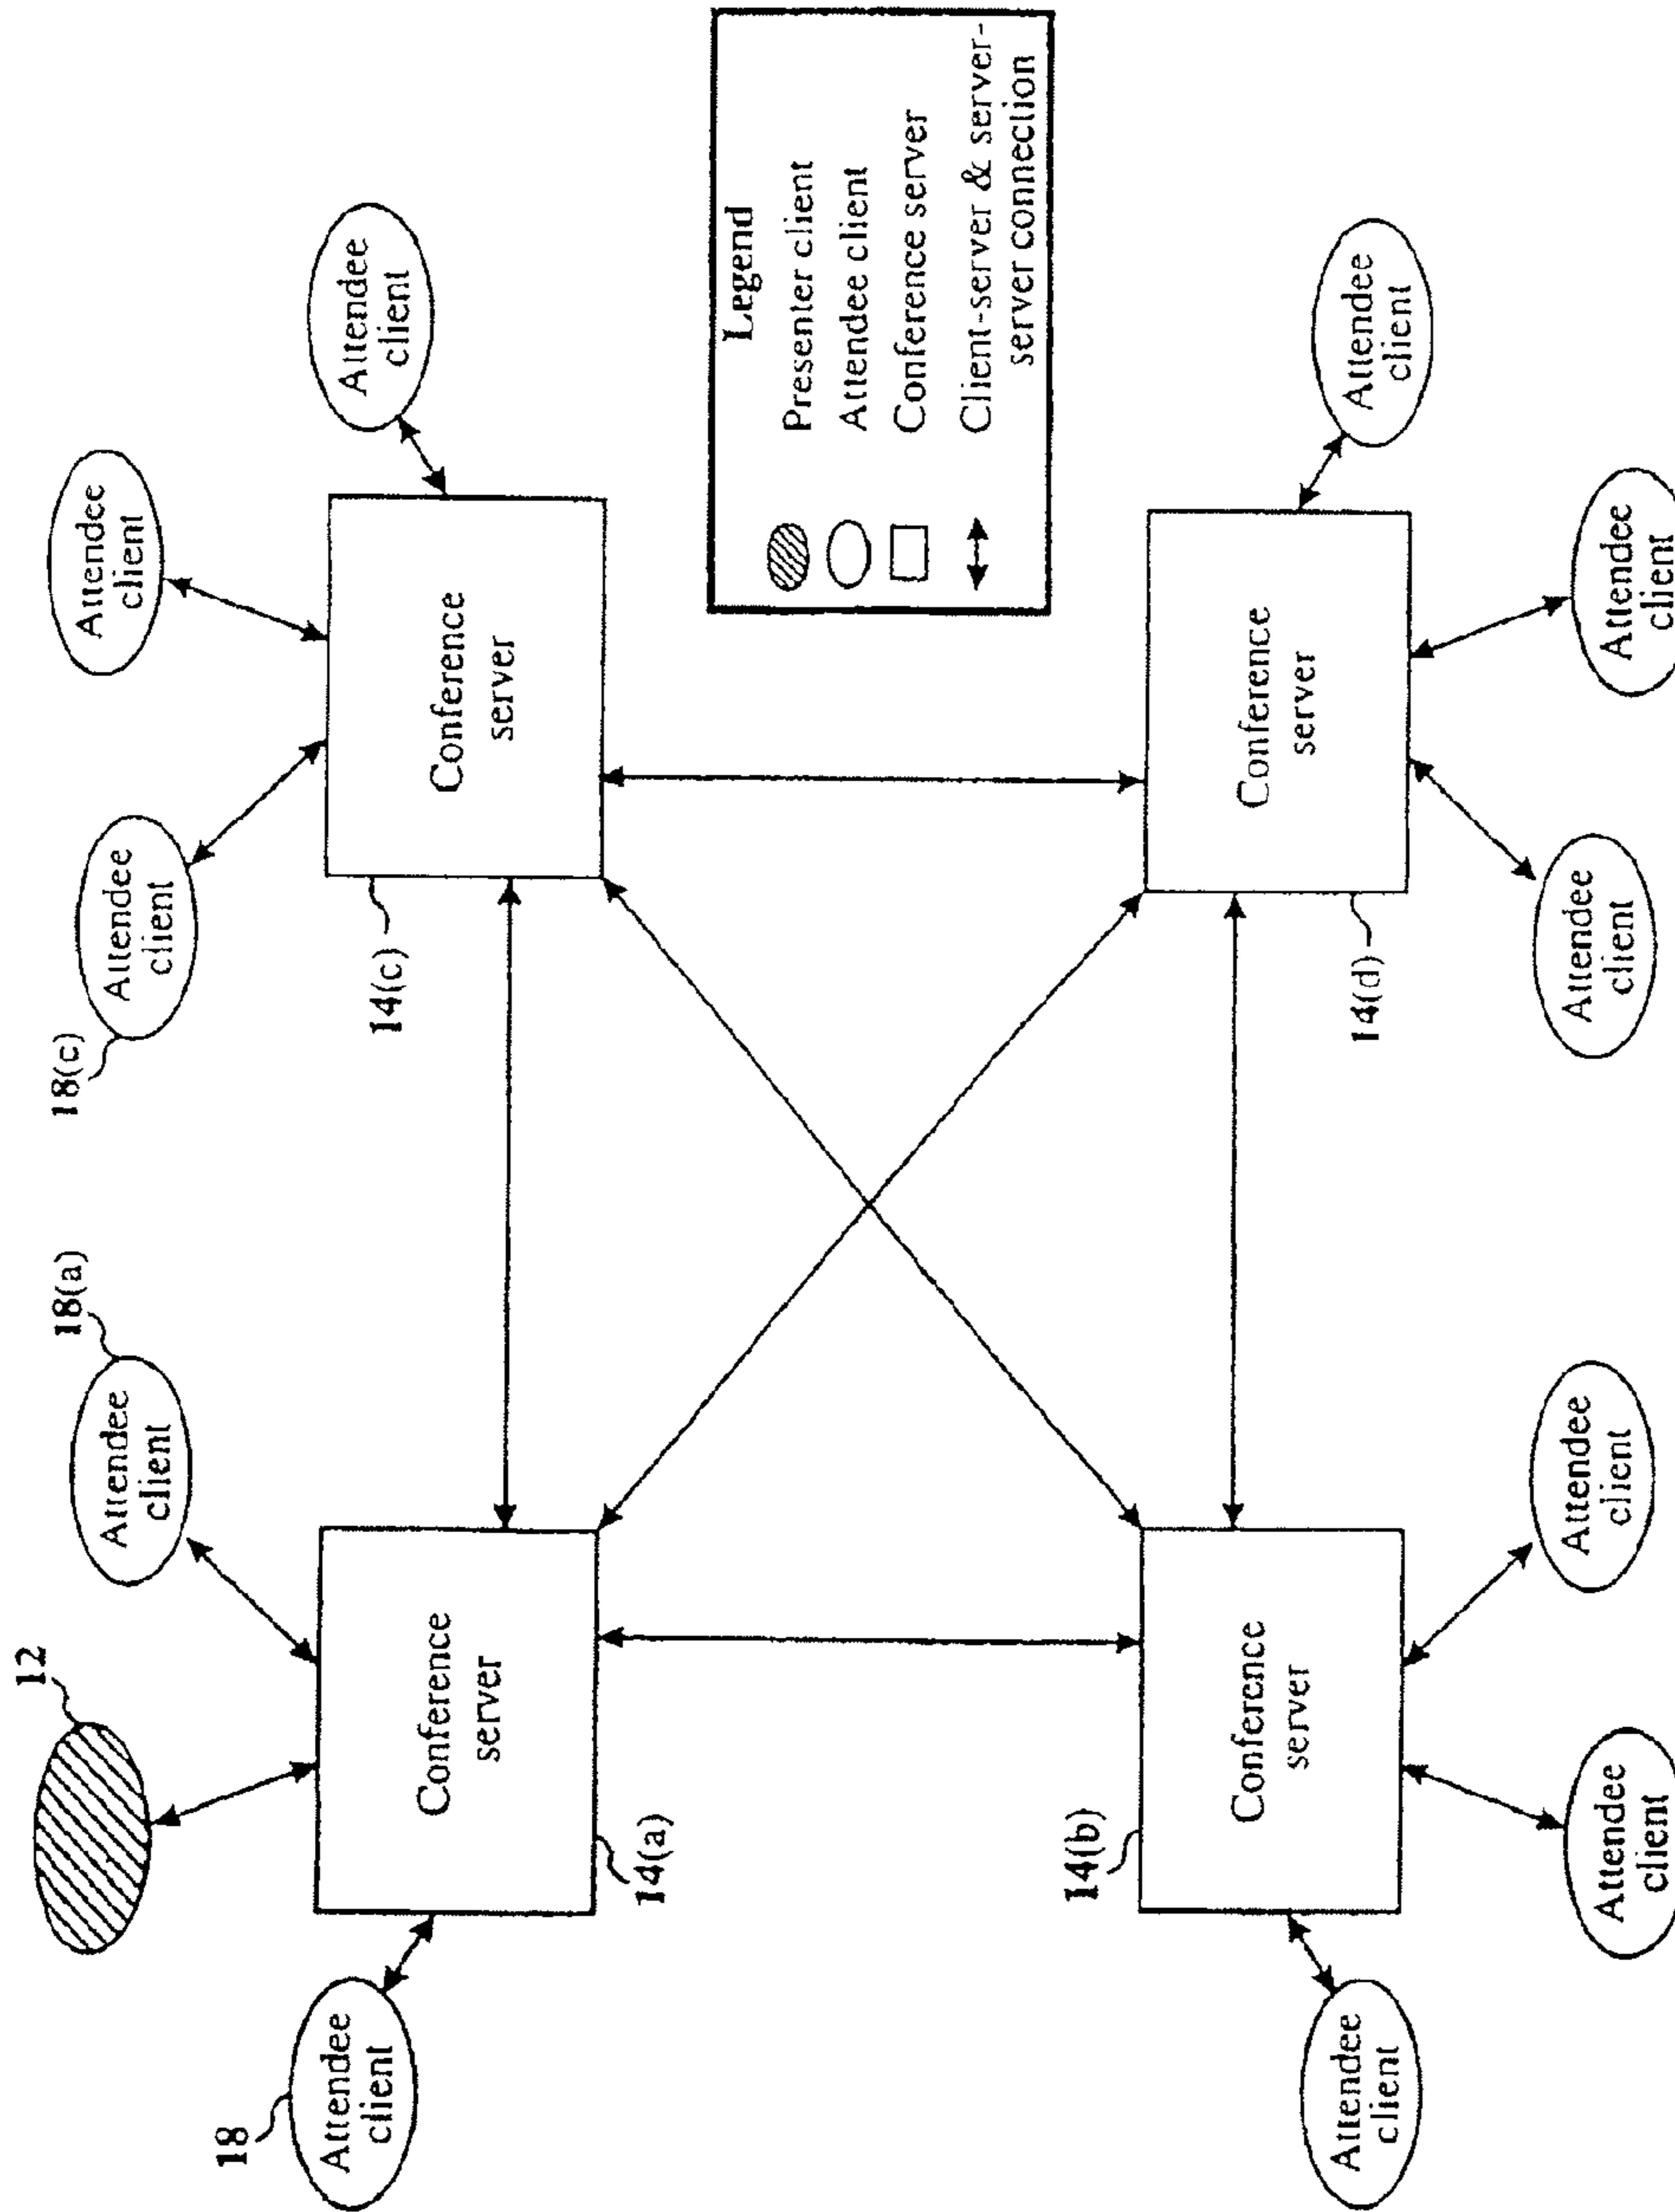 12
18(a)
18(c)
Attendee
client
Attendee
client
Attendee
client
18
Attendee
client
Conference
server
14(a)
14(c)
Conference
server
Attendee
client
Legend
Presenter client
Attendee client
Conference server
Client-server & server-
server connection
14(b)
Conference
server
14(d)
Conference
server
Attendee
client
Attendee
client
Attendee
client
Attendee
client
Attendee
client
Attendee
client